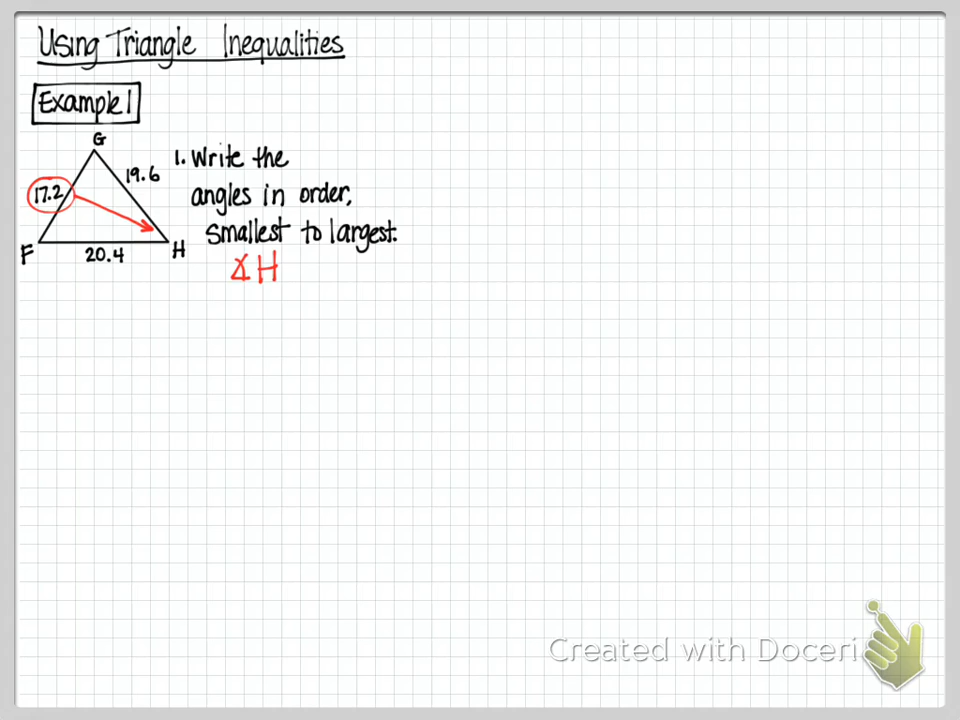 Using Triangle Inequalities
Example 1
G
17.2
19.6
F
20.4
H
1. Write the
angles in order,
smallest to largest.
∡H
Created with Doceri